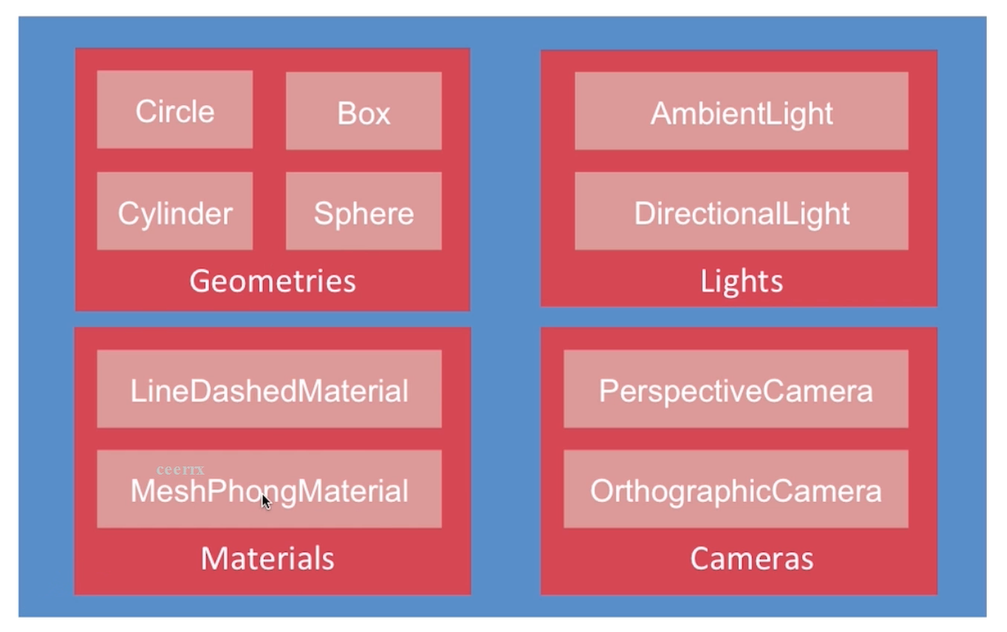 Circle
Box
Cylinder
Sphere
Geometries
AmbientLight
DirectionalLight
Lights
LineDashedMaterial
ceerrx
MeshPhongMaterial
Materials
PerspectiveCamera
OrthographicCamera
Cameras